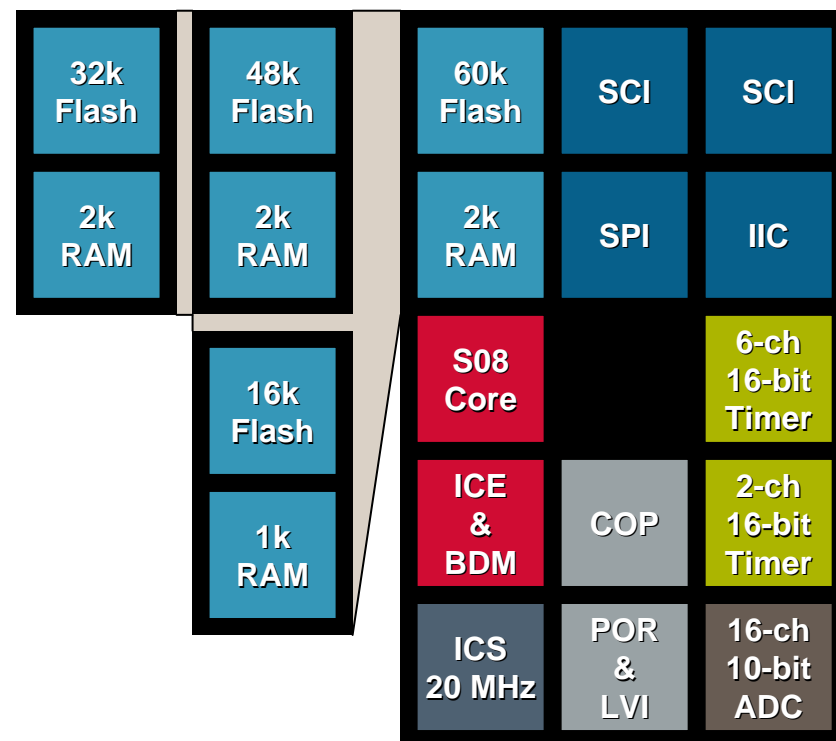 32k
Flash
2k
RAM
48k
Flash
2k
RAM
16k
Flash
1k
RAM
60k
Flash
SCI
SCI
2k
RAM
SPI
IIC
S08
Core
6-ch
16-bit
Timer
ICE
&
BDM
COP
2-ch
16-bit
Timer
ICS
20 MHz
POR
&
LVI
16-ch
10-bit
ADC